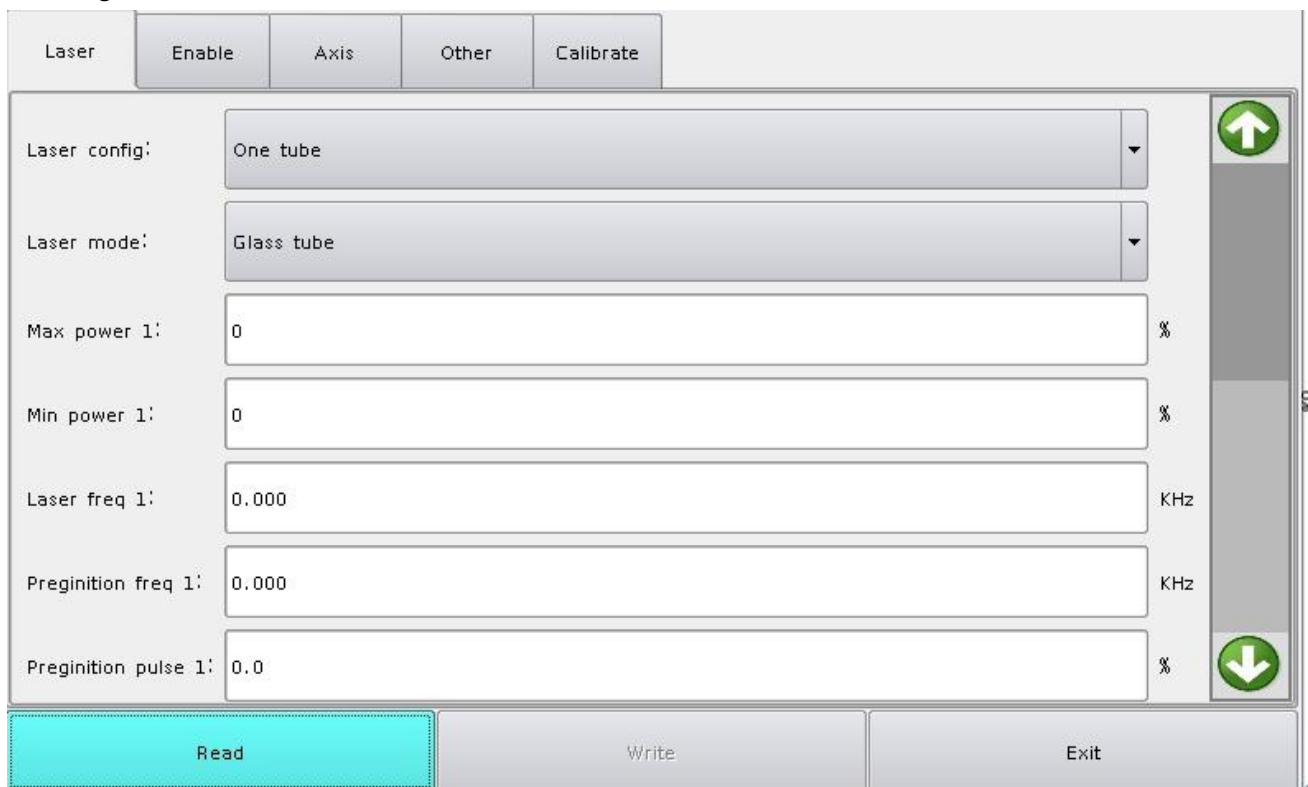 Laser Enable Axis Other Calibrate
Laser config: One tube
Laser mode: Glass tube
Max power 1: 0 %
Min power 1: 0 %
Laser freq 1: 0.000 KHz
Preginition freq 1: 0.000 KHz
Preginition pulse 1: 0.0 %
Read Write Exit